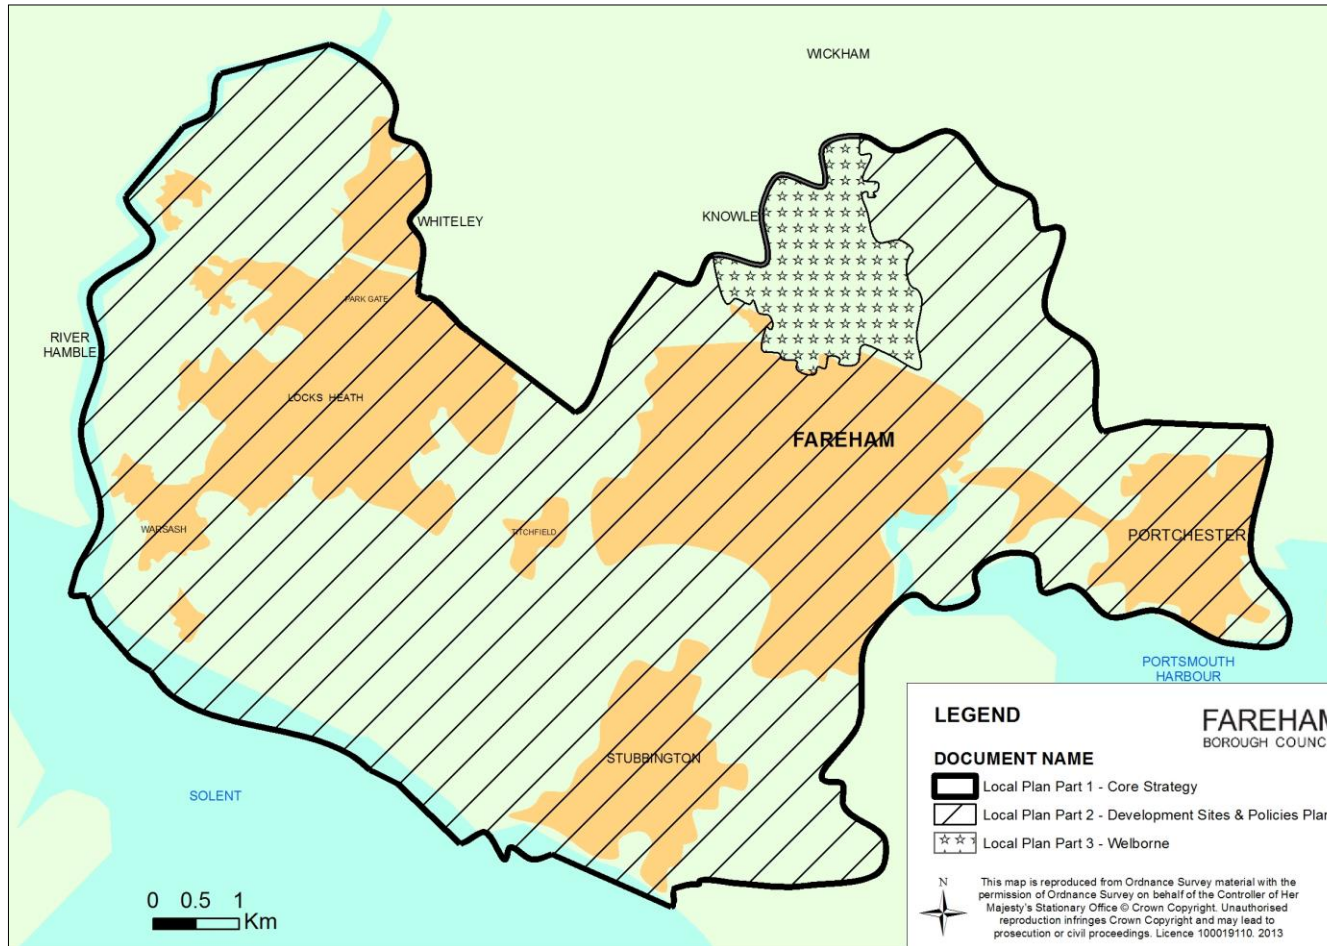 WICKHAM
WHITELEY
KNOWLE
PARK GATE
RIVER
HAMBLE
LOCKS HEATH
FAREHAM
WARSASH
TITCHFIELD
PORTCHESTER
PORTSMOUTH
HARBOUR
STUBBINGTON
SOLENT
0 0.5 1
Km
LEGEND
FAREHAM
BOROUGH COUNC
DOCUMENT NAME
Local Plan Part 1 - Core Strategy
Local Plan Part 2 - Development Sites & Policies Plan
Local Plan Part 3 - Welborne
N
This map is reproduced from Ordnance Survey material with the
permission of Ordnance Survey on behalf of the Controller of Her
Majesty's Stationary Office © Crown Copyright. Unauthorised
reproduction infringes Crown Copyright and may lead to
prosecution or civil proceedings. Licence 100019110. 2013